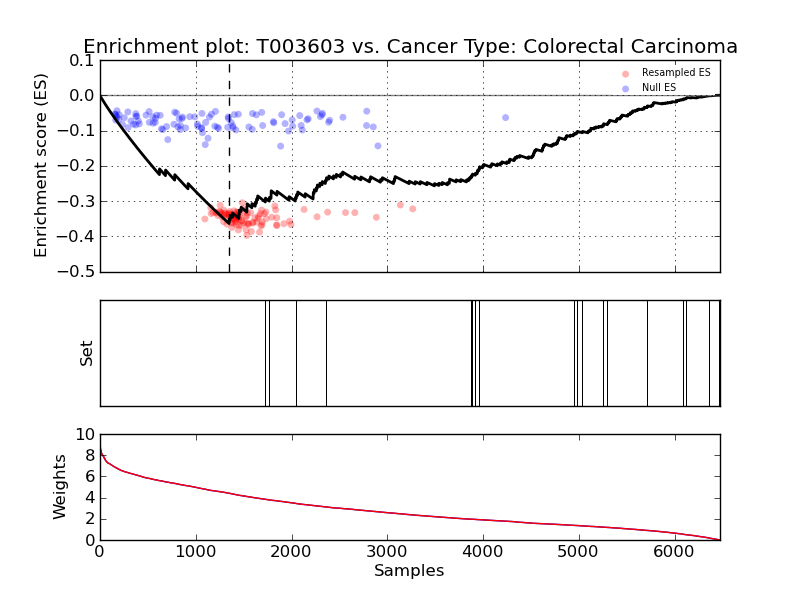 Enrichment plot: T003603 vs. Cancer Type: Colorectal Carcinoma
Enrichment score (ES)
0.1
0.0
−0.1
−0.2
−0.3
−0.4
−0.5
Resampled ES
Null ES
Set
Weights
10
8
6
4
2
0
0 1000 2000 3000 4000 5000 6000
Samples